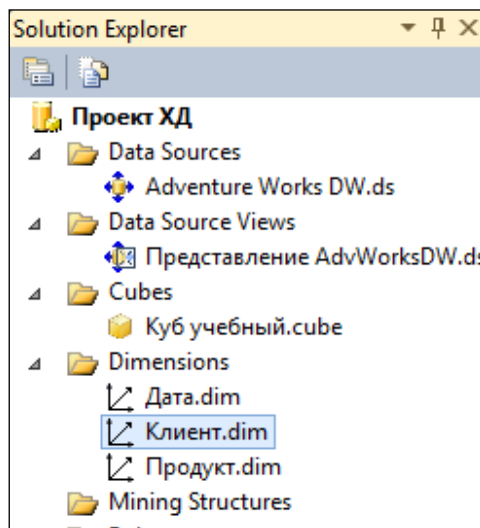 Solution Explorer
Проект ХД
Data Sources
Adventure Works DW.ds
Data Source Views
Представление AdvWorksDW.ds
Cubes
Куб учебный.cube
Dimensions
Дата.dim
Клиент.dim
Продукт.dim
Mining Structures